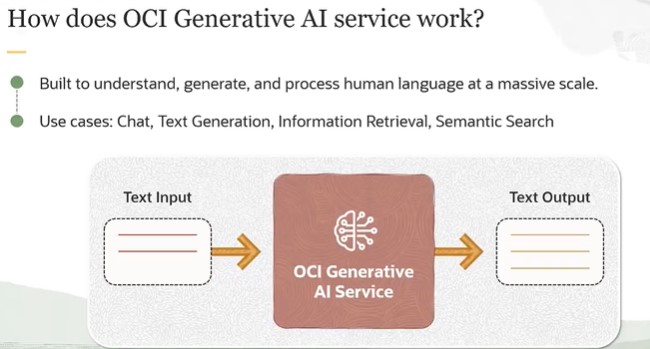 How does OCI Generative AI service work?
Built to understand, generate, and process human language at a massive scale.
Use cases: Chat, Text Generation, Information Retrieval, Semantic Search
Text Input
Text Output
OCI Generative
AI Service